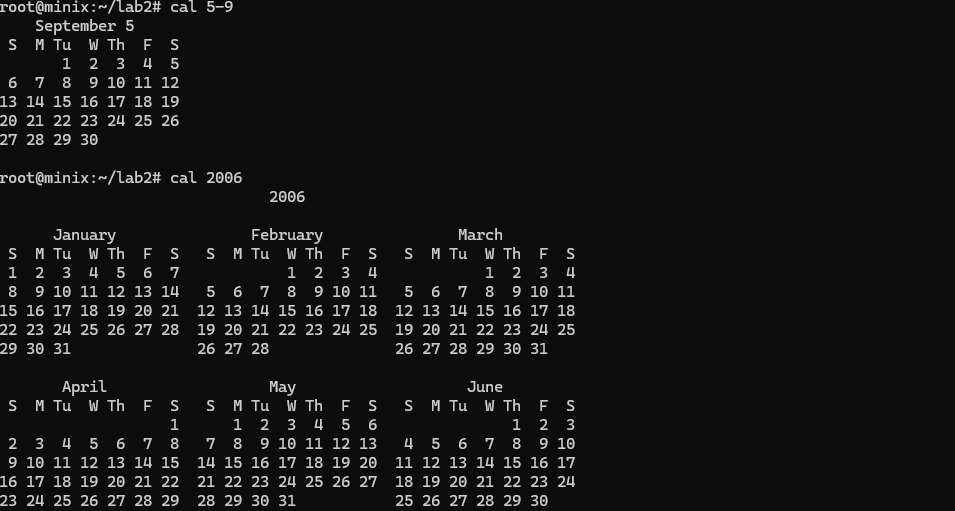 root@minix:~/lab2# cal 5-9
    September 5
 S  M Tu  W Th  F  S
       1  2  3  4  5
 6  7  8  9 10 11 12
13 14 15 16 17 18 19
20 21 22 23 24 25 26
27 28 29 30

root@minix:~/lab2# cal 2006
                              2006

      January               February               March
 S  M Tu  W Th  F  S   S  M Tu  W Th  F  S   S  M Tu  W Th  F  S
 1  2  3  4  5  6  7            1  2  3  4            1  2  3  4
 8  9 10 11 12 13 14   5  6  7  8  9 10 11   5  6  7  8  9 10 11
15 16 17 18 19 20 21  12 13 14 15 16 17 18  12 13 14 15 16 17 18
22 23 24 25 26 27 28  19 20 21 22 23 24 25  19 20 21 22 23 24 25
29 30 31              26 27 28              26 27 28 29 30 31

       April                  May                   June
 S  M Tu  W Th  F  S   S  M Tu  W Th  F  S   S  M Tu  W Th  F  S
                   1      1  2  3  4  5  6               1  2  3
 2  3  4  5  6  7  8   7  8  9 10 11 12 13   4  5  6  7  8  9 10
 9 10 11 12 13 14 15  14 15 16 17 18 19 20  11 12 13 14 15 16 17
16 17 18 19 20 21 22  21 22 23 24 25 26 27  18 19 20 21 22 23 24
23 24 25 26 27 28 29  28 29 30 31           25 26 27 28 29 30